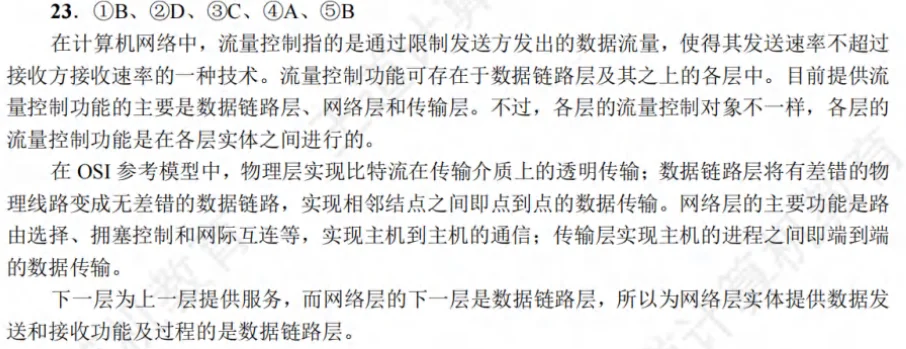 23．①B、②D、③C、④A、⑤B
在计算机网络中，流量控制指的是通过限制发送方发出的数据流量，使得其发送速率不超过
接收方接收速率的一种技术。流量控制功能可存在于数据链路层及其之上的各层中。目前提供流
量控制功能的主要是数据链路层、网络层和传输层。不过，各层的流量控制对象不一样，各层的
流量控制功能是在各层实体之间进行的。
在 OSI 参考模型中，物理层实现比特流在传输介质上的透明传输；数据链路层将有差错的物
理线路变成无差错的数据链路，实现相邻结点之间即点到点的数据传输。网络层的主要功能是路
由选择、拥塞控制和网际互连等，实现主机到主机的通信；传输层实现主机的进程之间即端到端
的数据传输。
下一层为上一层提供服务，而网络层的下一层是数据链路层，所以为网络层实体提供数据发
送和接收功能及过程的是数据链路层。